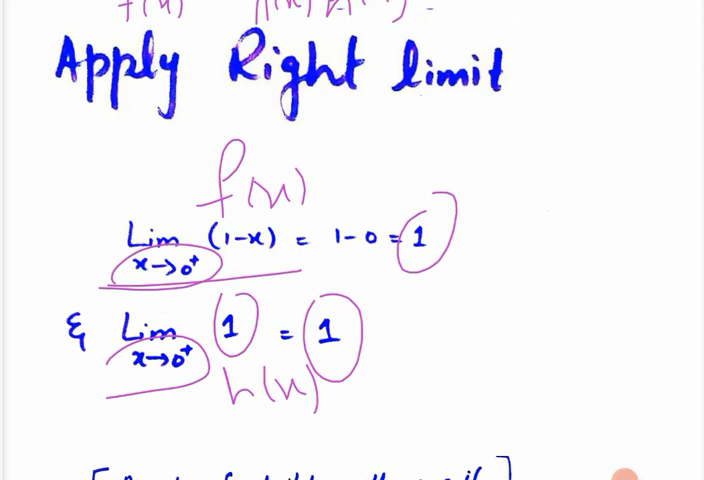 Apply Right limit
f(x)
Lim (1-x) = 1-0 = 1
x→0⁺
& Lim 1 = 1
x→0⁺
h(x)